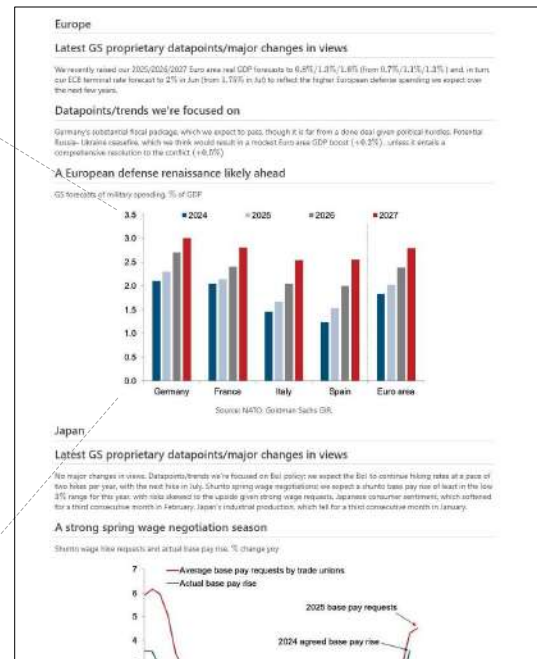 Europe
Latest GS proprietary datapoints/major changes in views
We recently raised our 2025/2026/2027 Euro area real GDP forecasts to 0.8%/1.3%/1.6% (from 0.7%/1.1%/1.3%) and, in turn,
our ECB terminal rate forecast to 2% in Jun (from 1.75% in Jul) to reflect the higher European defense spending we expect over
the next few years.
Datapoints/trends we're focused on
Germany's substantial fiscal package, which we expect to pass, though it is far from a done deal given political hurdles. Potential
Russia– Ukraine ceasefire, which we think would result in a modest Euro area GDP boost (+0.2%), unless it entails a
comprehensive resolution to the conflict (+0.5%)
A European defense renaissance likely ahead
GS forecasts of military spending, % of GDP
3.5
2024 2025 2026 2027
3.0
2.5
2.0
1.5
1.0
0.5
0.0
Germany France Italy Spain Euro area
Source: NATO, Goldman Sachs GIR.
Japan
Latest GS proprietary datapoints/major changes in views
No major changes in views. Datapoints/trends we're focused on BoJ policy; we expect the BoJ to continue hiking rates at a pace of
two hikes per year, with the next hike in July. Shunto spring wage negotiations; we expect a shunto base pay rise of least in the low
3% range for this year, with risks skewed to the upside given strong wage requests. Japanese consumer sentiment, which softened
for a third consecutive month in February. Japan's industrial production, which fell for a third consecutive month in January.
A strong spring wage negotiation season
Shunto wage hike requests and actual base pay rise, % change yoy
7
Average base pay requests by trade unions
Actual base pay rise
6
2025 base pay requests
5
4
2024 agreed base pay rise